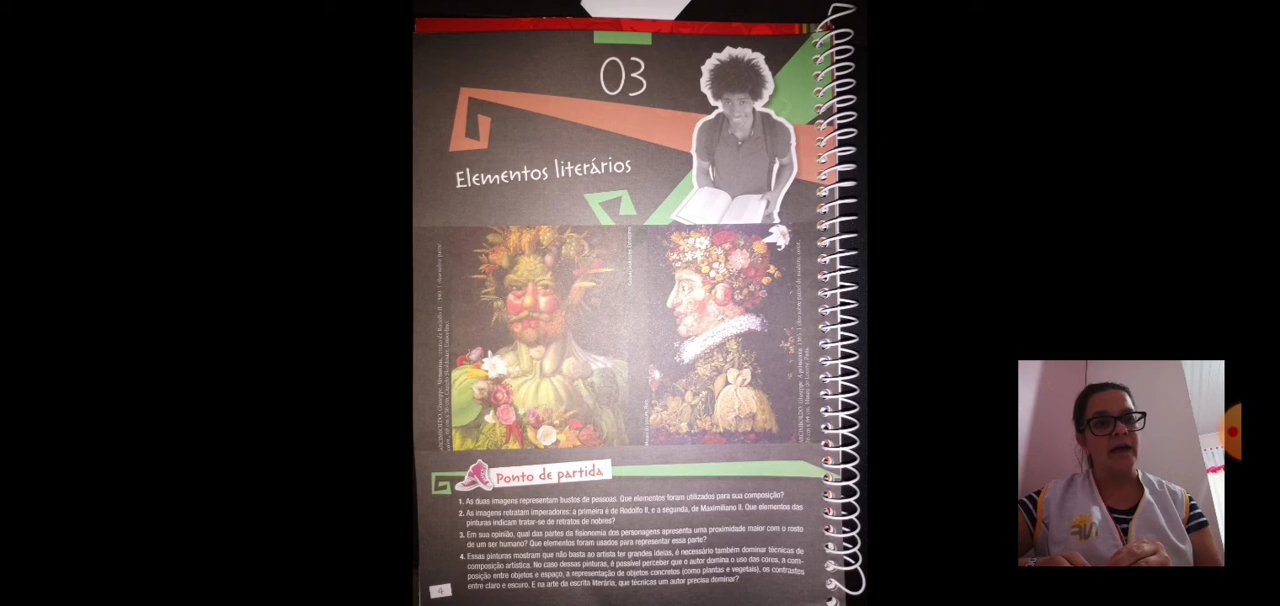 03
Elementos literários
Ponto de partida
1. As duas imagens representam bustos de pessoas. Que elementos foram utilizados para sua composição?
2. As imagens retratam imperadores: a primeira é de Rodolfo II, e a segunda, de Maximiliano II. Que elementos das
pinturas indicam tratar-se de retratos de nobres?
3. Em sua opinião, qual das partes da fisionomia dos personagens apresenta uma proximidade maior com o rosto
de um ser humano? Que elementos foram usados para representar essa parte?
4. Essas pinturas mostram que não basta ao artista ter grandes ideias, é necessário também dominar técnicas de
composição artística. No caso dessas pinturas, é possível perceber que o autor domina o uso das cores, a com-
posição entre objetos e espaço, a representação de objetos concretos (como plantas e vegetais), os contrastes
entre claro e escuro. E na arte da escrita literária, que técnicas um autor precisa dominar?
4